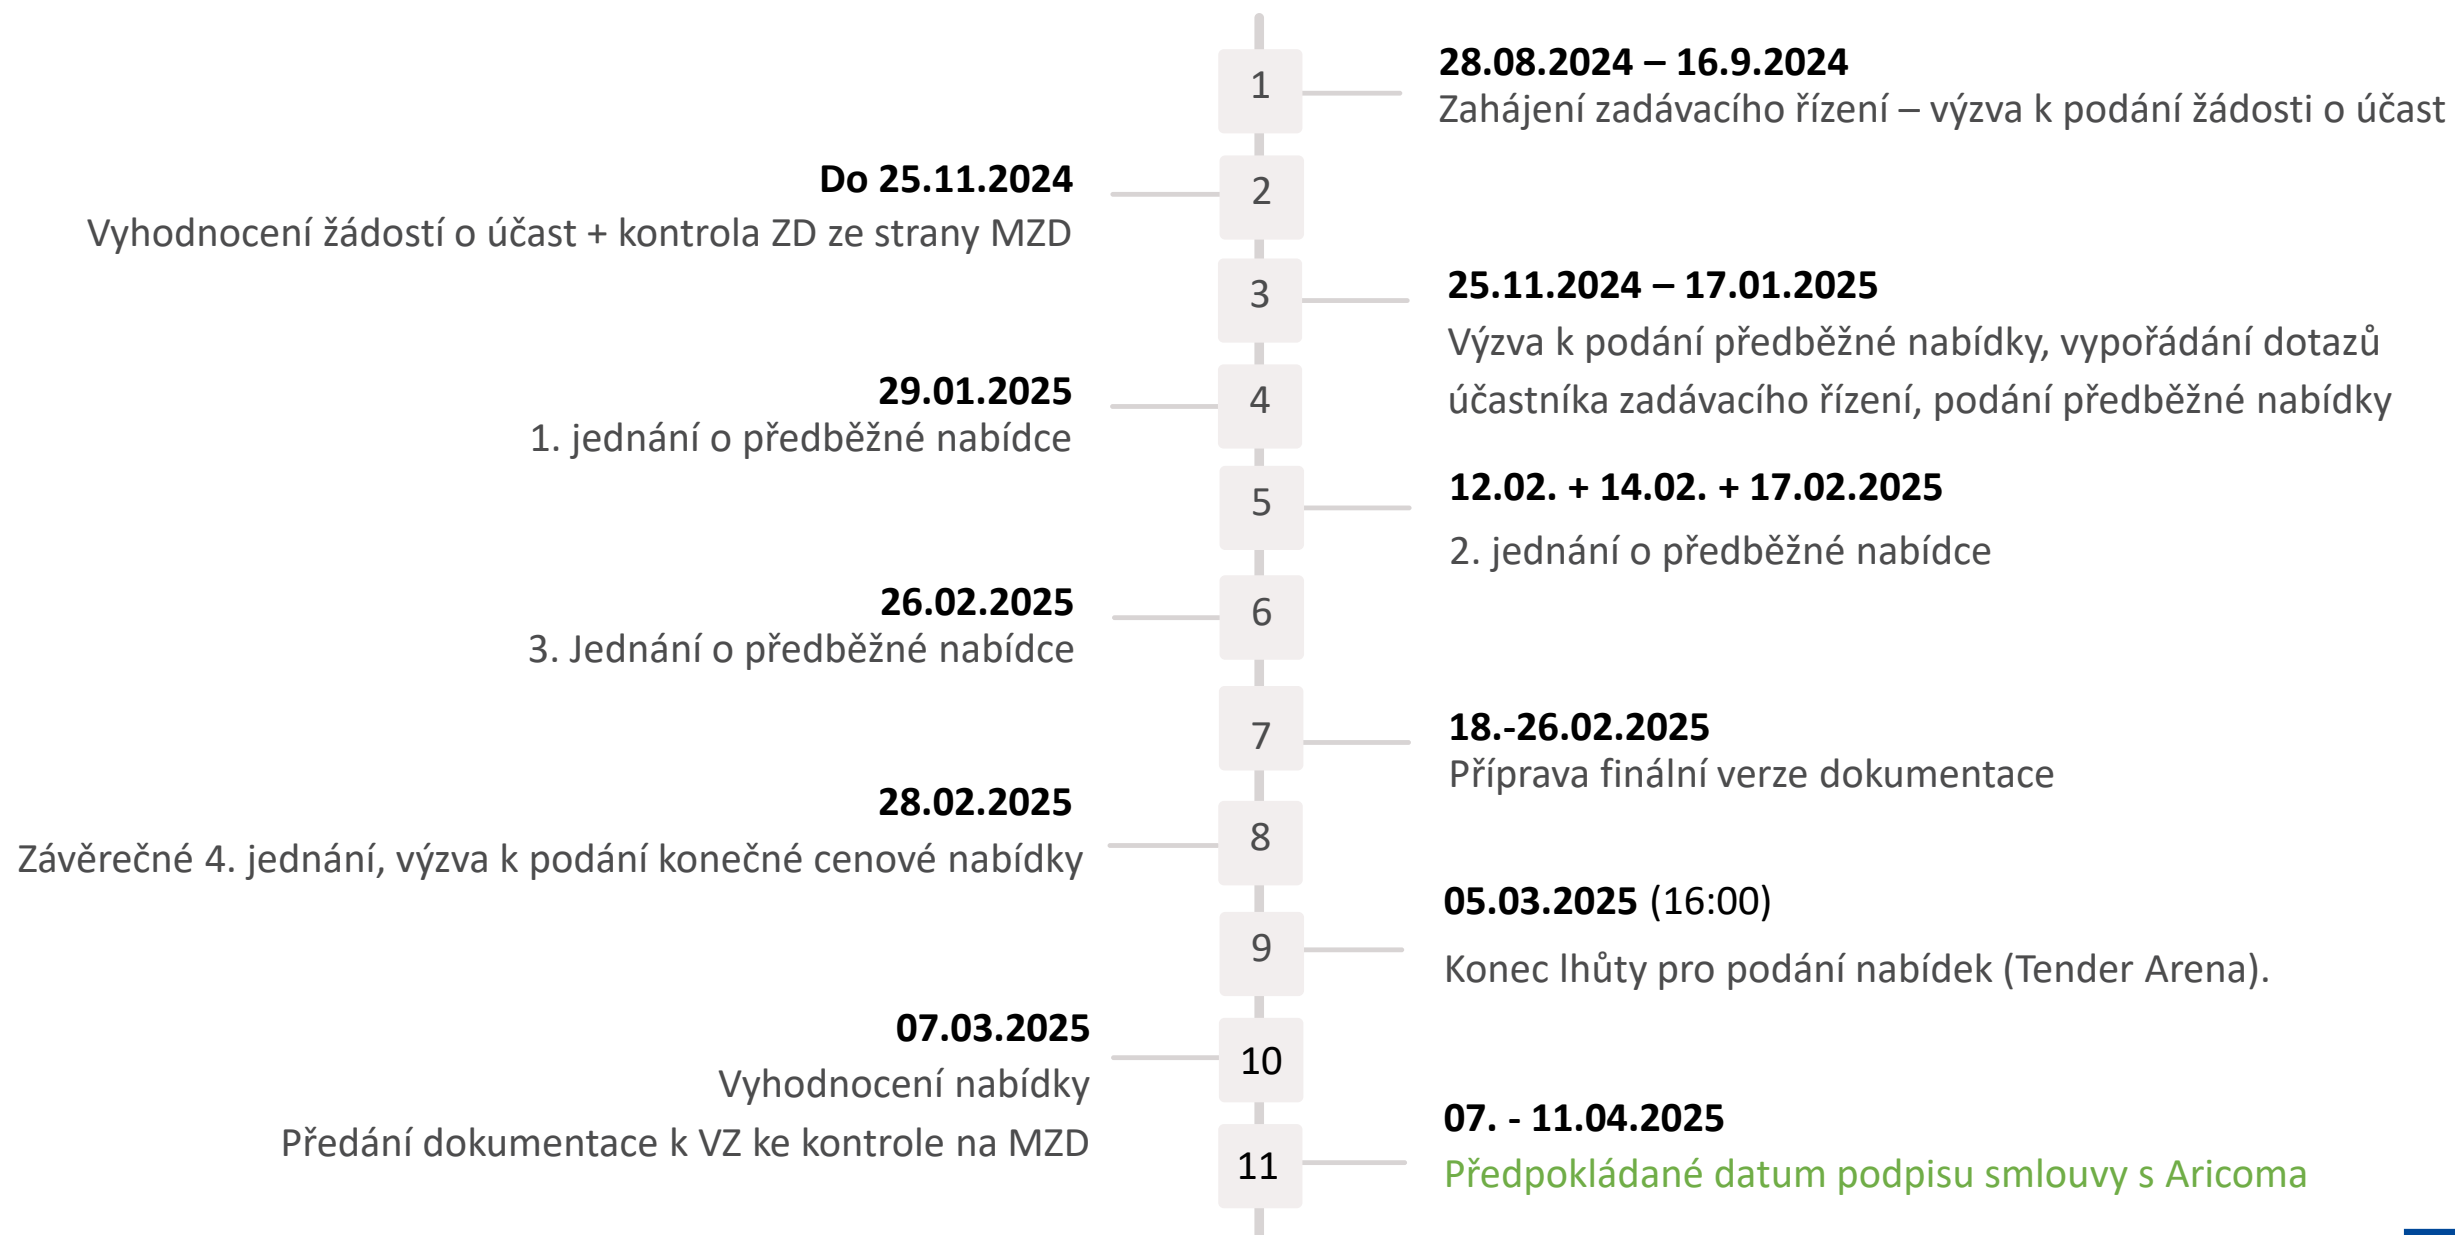 1
28.08.2024 – 16.9.2024
Zahájení zadávacího řízení – výzva k podání žádosti o účast
2
Do 25.11.2024
Vyhodnocení žádostí o účast + kontrola ZD ze strany MZD
3
25.11.2024 – 17.01.2025
Výzva k podání předběžné nabídky, vypořádání dotazů
účastníka zadávacího řízení, podání předběžné nabídky
4
29.01.2025
1. jednání o předběžné nabídce
5
12.02. + 14.02. + 17.02.2025
2. jednání o předběžné nabídce
6
26.02.2025
3. Jednání o předběžné nabídce
7
18.-26.02.2025
Příprava finální verze dokumentace
8
28.02.2025
Závěrečné 4. jednání, výzva k podání konečné cenové nabídky
9
05.03.2025 (16:00)
Konec lhůty pro podání nabídek (Tender Arena).
10
07.03.2025
Vyhodnocení nabídky
Předání dokumentace k VZ ke kontrole na MZD
11
07. - 11.04.2025
Předpokládané datum podpisu smlouvy s Aricoma